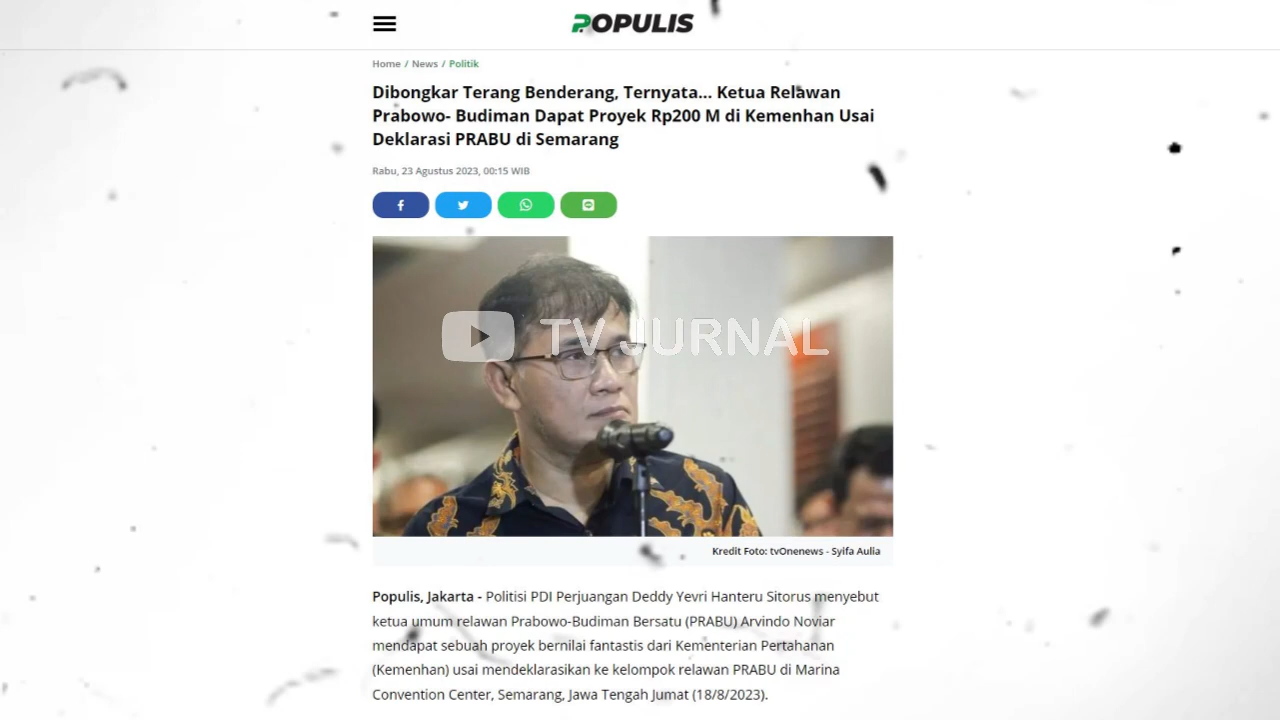 POPULIS
Home / News / Politik
Dibongkar Terang Benderang, Ternyata... Ketua Relawan
Prabowo- Budiman Dapat Proyek Rp200 M di Kemenhan Usai
Deklarasi PRABU di Semarang
Rabu, 23 Agustus 2023, 00:15 WIB
TV JURNAL
Kredit Foto: tvOnenews - Syifa Aulia
Populis, Jakarta - Politisi PDI Perjuangan Deddy Yevri Hanteru Sitorus menyebut
ketua umum relawan Prabowo-Budiman Bersatu (PRABU) Arvindo Noviar
mendapat sebuah proyek bernilai fantastis dari Kementerian Pertahanan
(Kemenhan) usai mendeklarasikan ke kelompok relawan PRABU di Marina
Convention Center, Semarang, Jawa Tengah Jumat (18/8/2023).